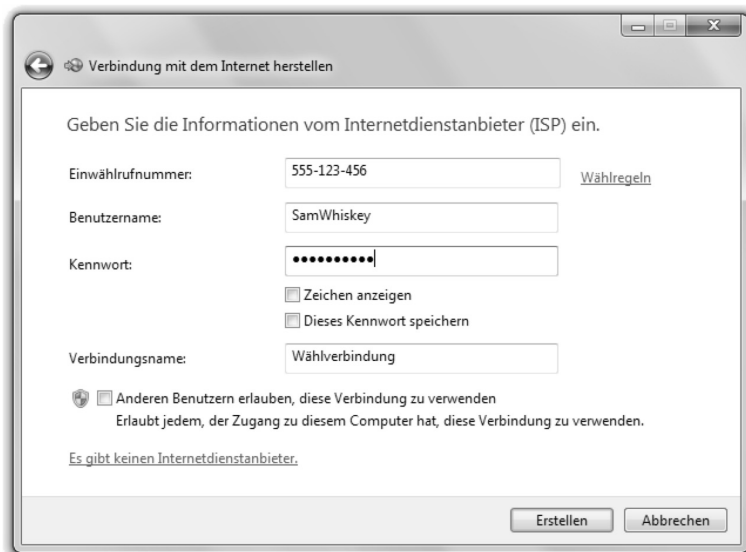 Verbindung mit dem Internet herstellen
Geben Sie die Informationen vom Internetdienstanbieter (ISP) ein.
Einwählrufnummer: 555-123-456 Wählregeln
Benutzername: SamWhiskey
Kennwort: ••••••••••
Zeichen anzeigen
Dieses Kennwort speichern
Verbindungsname: Wählverbindung
Anderen Benutzern erlauben, diese Verbindung zu verwenden
Erlaubt jedem, der Zugang zu diesem Computer hat, diese Verbindung zu verwenden.
Es gibt keinen Internetdienstanbieter.
Erstellen Abbrechen